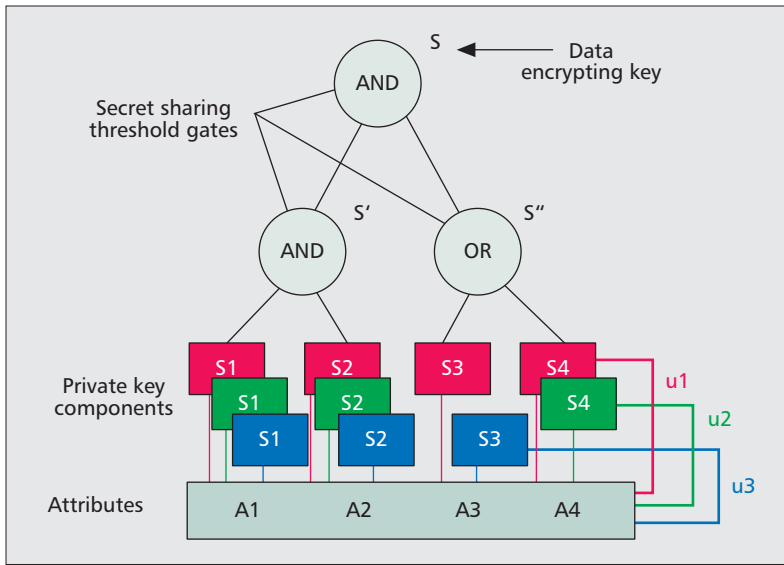 S
Data
encrypting key
AND
Secret sharing
threshold gates
S'
S"
AND
OR
S1
S2
S3
S4
u1
Private key
components
S1
S2
S4
u2
S1
S2
S3
u3
Attributes
A1
A2
A3
A4